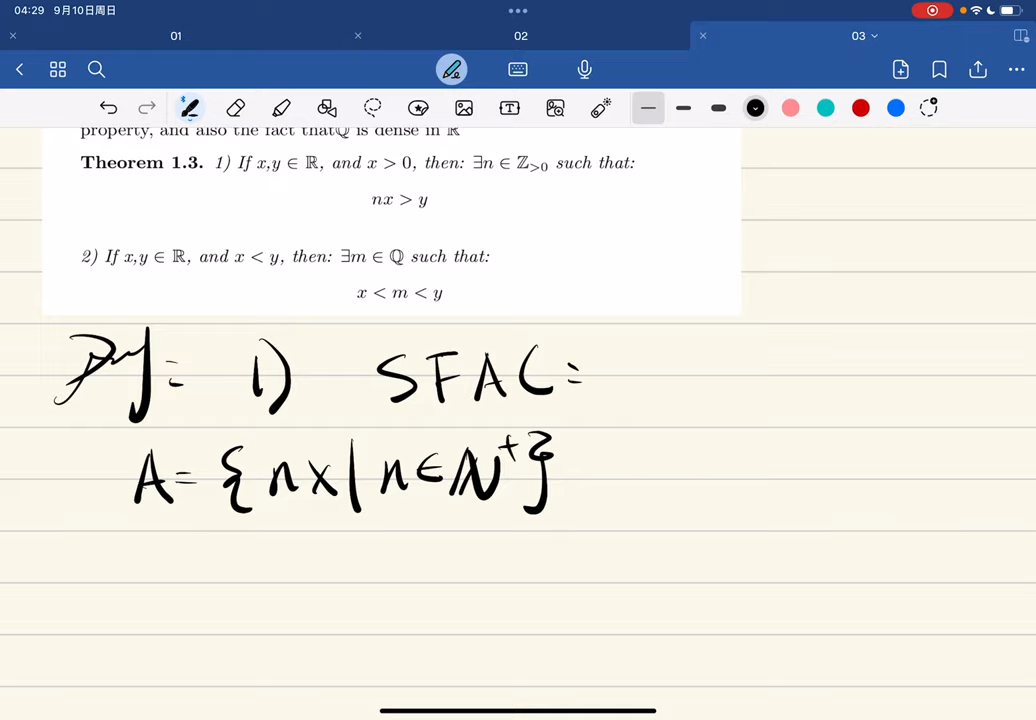 04:29 9月10日周日
01 02 03
property, and also the fact that ℚ is dense in ℝ
Theorem 1.3. 1) If x,y ∈ ℝ, and x > 0, then: ∃n ∈ ℤ>0 such that:
nx > y
2) If x,y ∈ ℝ, and x < y, then: ∃m ∈ ℚ such that:
x < m < y
1) SFAC:
A = {nx | n ∈ ℕ⁺}